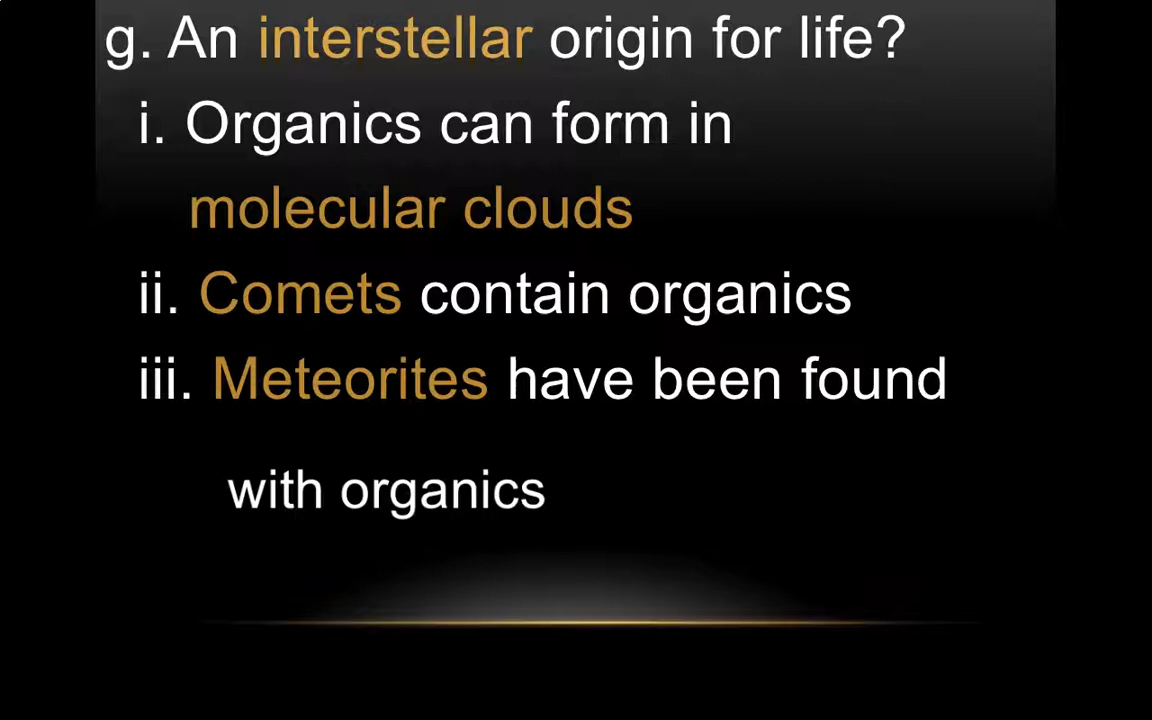 g. An interstellar origin for life?
i. Organics can form in
molecular clouds
ii. Comets contain organics
iii. Meteorites have been found
with organics